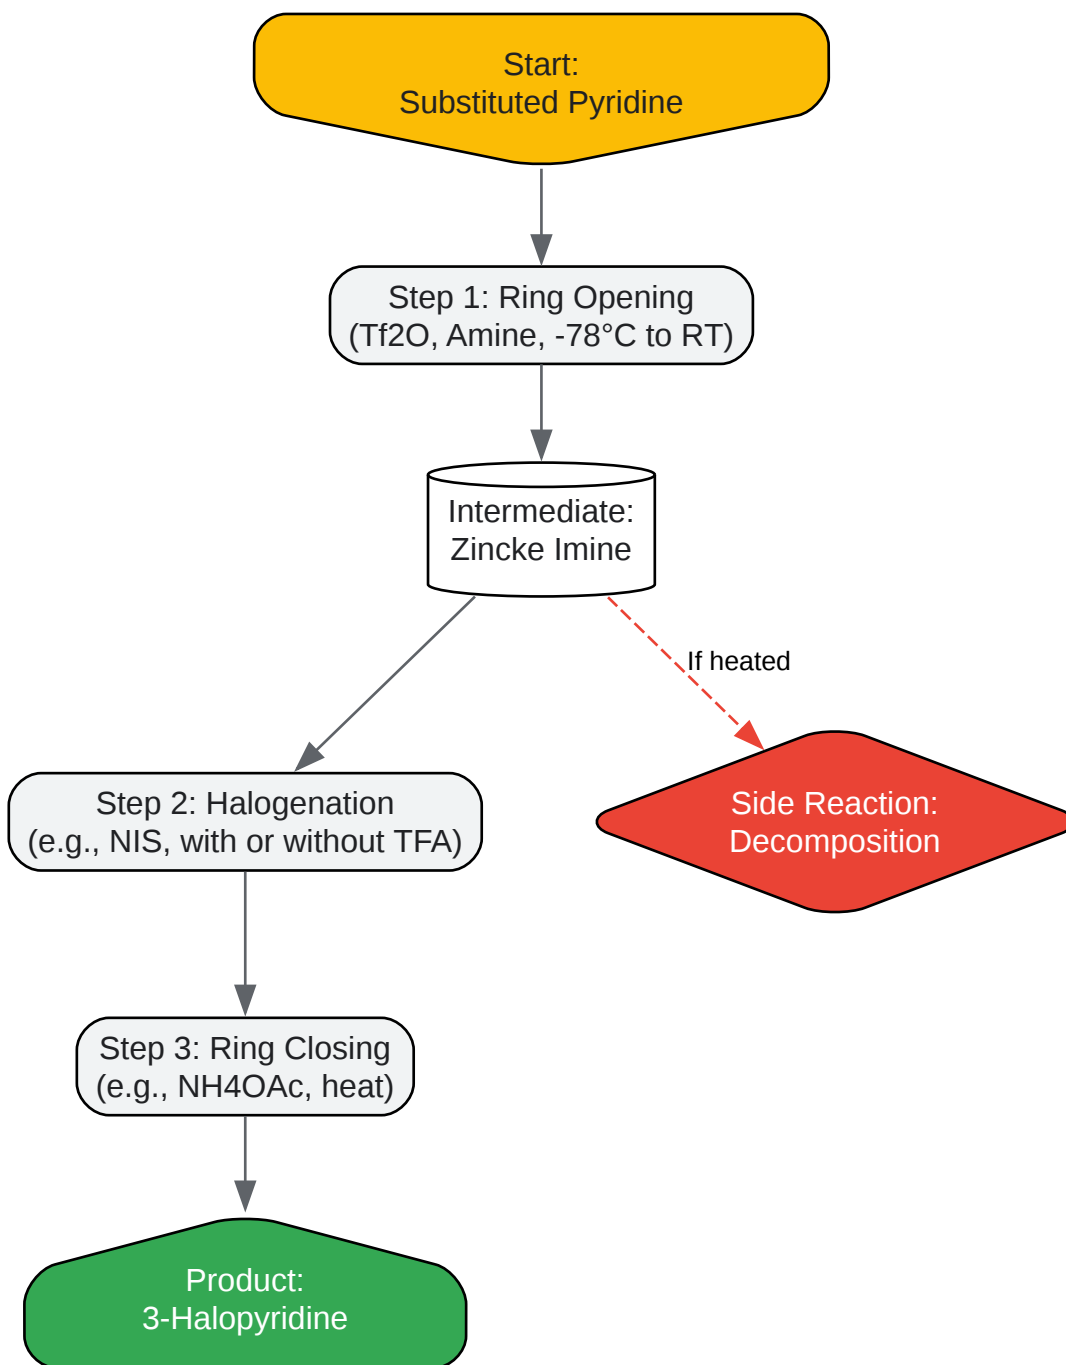 Start:
Substituted Pyridine
Step 1: Ring Opening
(Tf2O, Amine, -78°C to RT)
Intermediate:
Zincke Imine
If heated
Step 2: Halogenation
(e.g., NIS, with or without TFA)
Side Reaction:
Decomposition
Step 3: Ring Closing
(e.g., NH4OAc, heat)
Product:
3-Halopyridine